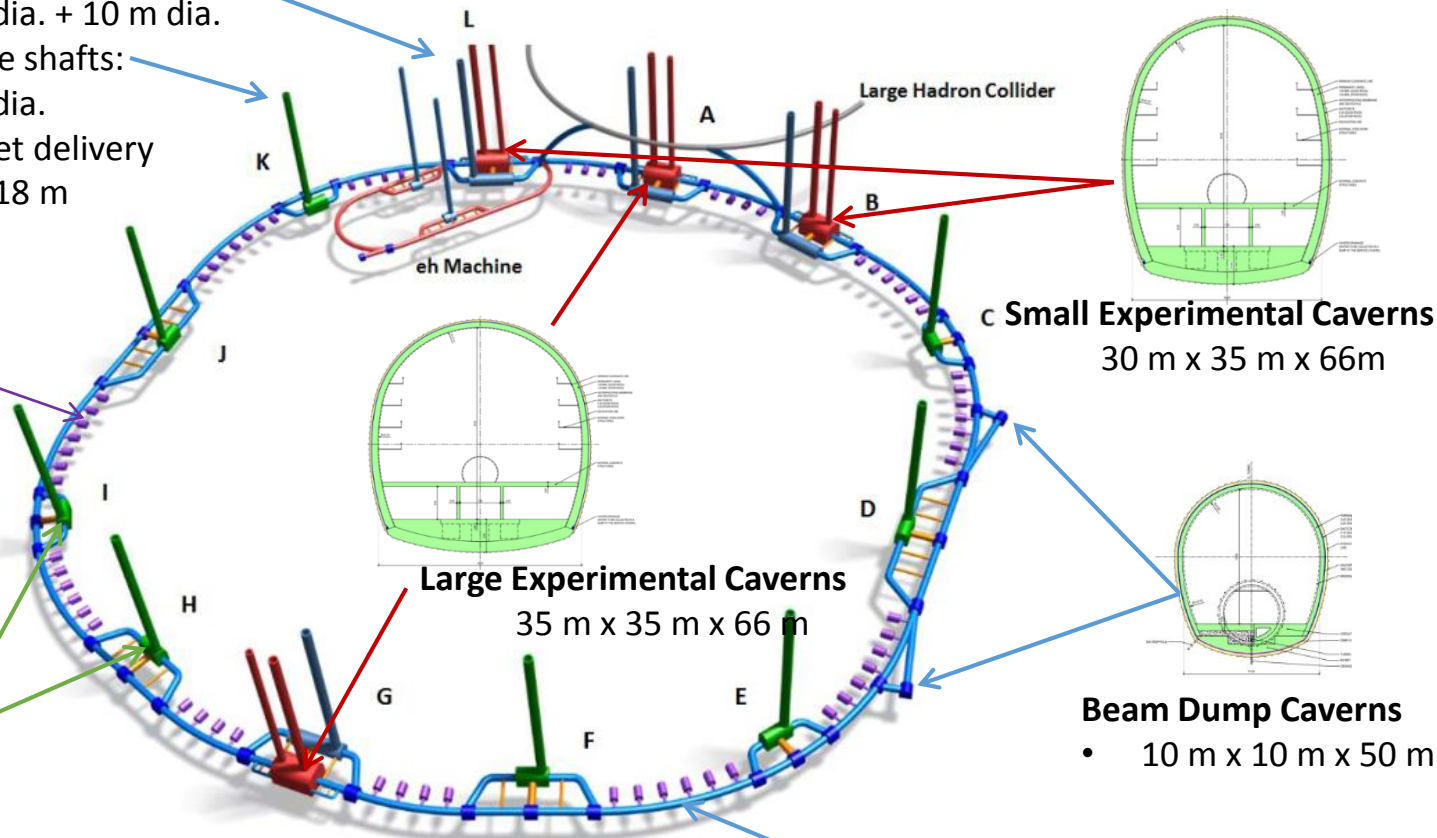 dia. + 10 m dia.
e shafts:
dia.
et delivery
18 m
L
Large Hadron Collider
A
K
B
eh Machine
C
Small Experimental Caverns
30 m x 35 m x 66m
J
I
D
Large Experimental Caverns
35 m x 35 m x 66 m
H
G
E
F
Beam Dump Caverns
• 10 m x 10 m x 50 m